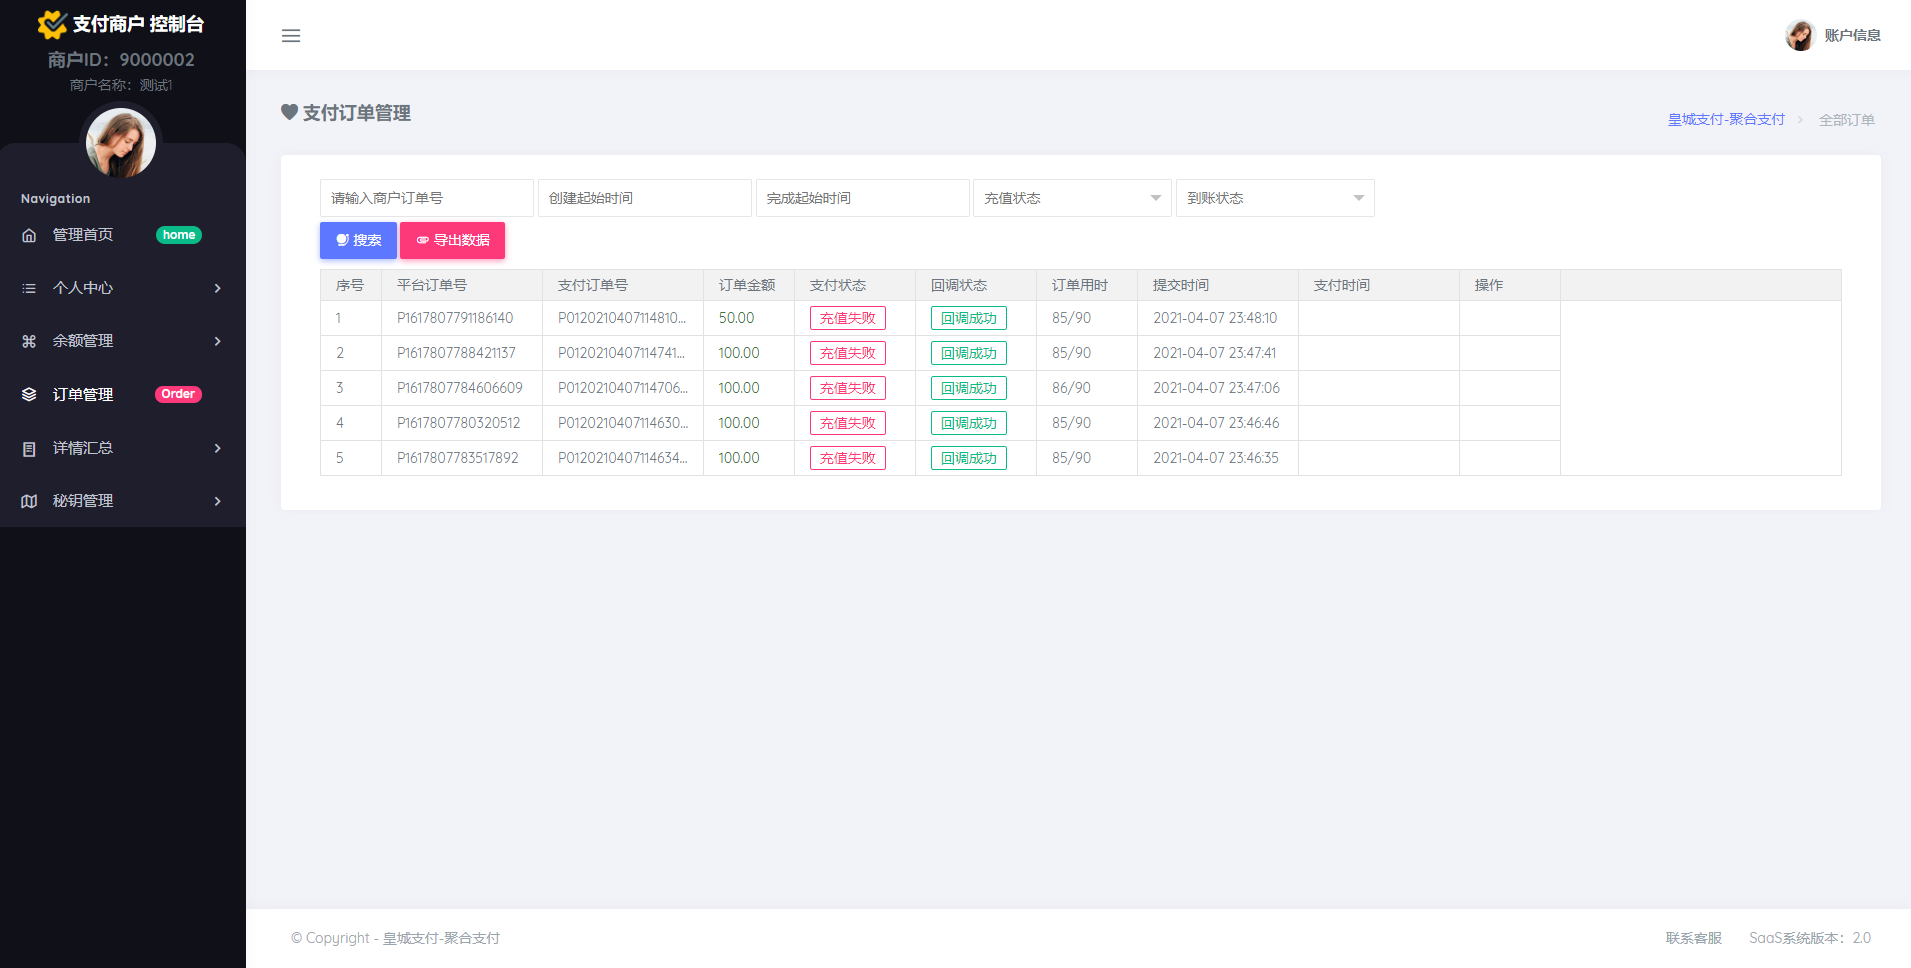 支付商户 控制台
商户ID：9000002
商户名称：测试1
Navigation
管理首页 home
个人中心
余额管理
订单管理 Order
详情汇总
秘钥管理
账户信息
支付订单管理
皇城支付-聚合支付 全部订单
请输入商户订单号 创建起始时间 完成起始时间 充值状态 到账状态
搜索 导出数据
序号 平台订单号 支付订单号 订单金额 支付状态 回调状态 订单用时 提交时间 支付时间 操作
1 P1617807791186140 P0120210407114810... 50.00 充值失败 回调成功 85/90 2021-04-07 23:48:10
2 P1617807788421137 P0120210407114741... 100.00 充值失败 回调成功 85/90 2021-04-07 23:47:41
3 P1617807784606609 P0120210407114706... 100.00 充值失败 回调成功 86/90 2021-04-07 23:47:06
4 P1617807780320512 P0120210407114630... 100.00 充值失败 回调成功 85/90 2021-04-07 23:46:46
5 P1617807783517892 P0120210407114634... 100.00 充值失败 回调成功 85/90 2021-04-07 23:46:35
© Copyright - 皇城支付-聚合支付
联系客服 SaaS系统版本：2.0